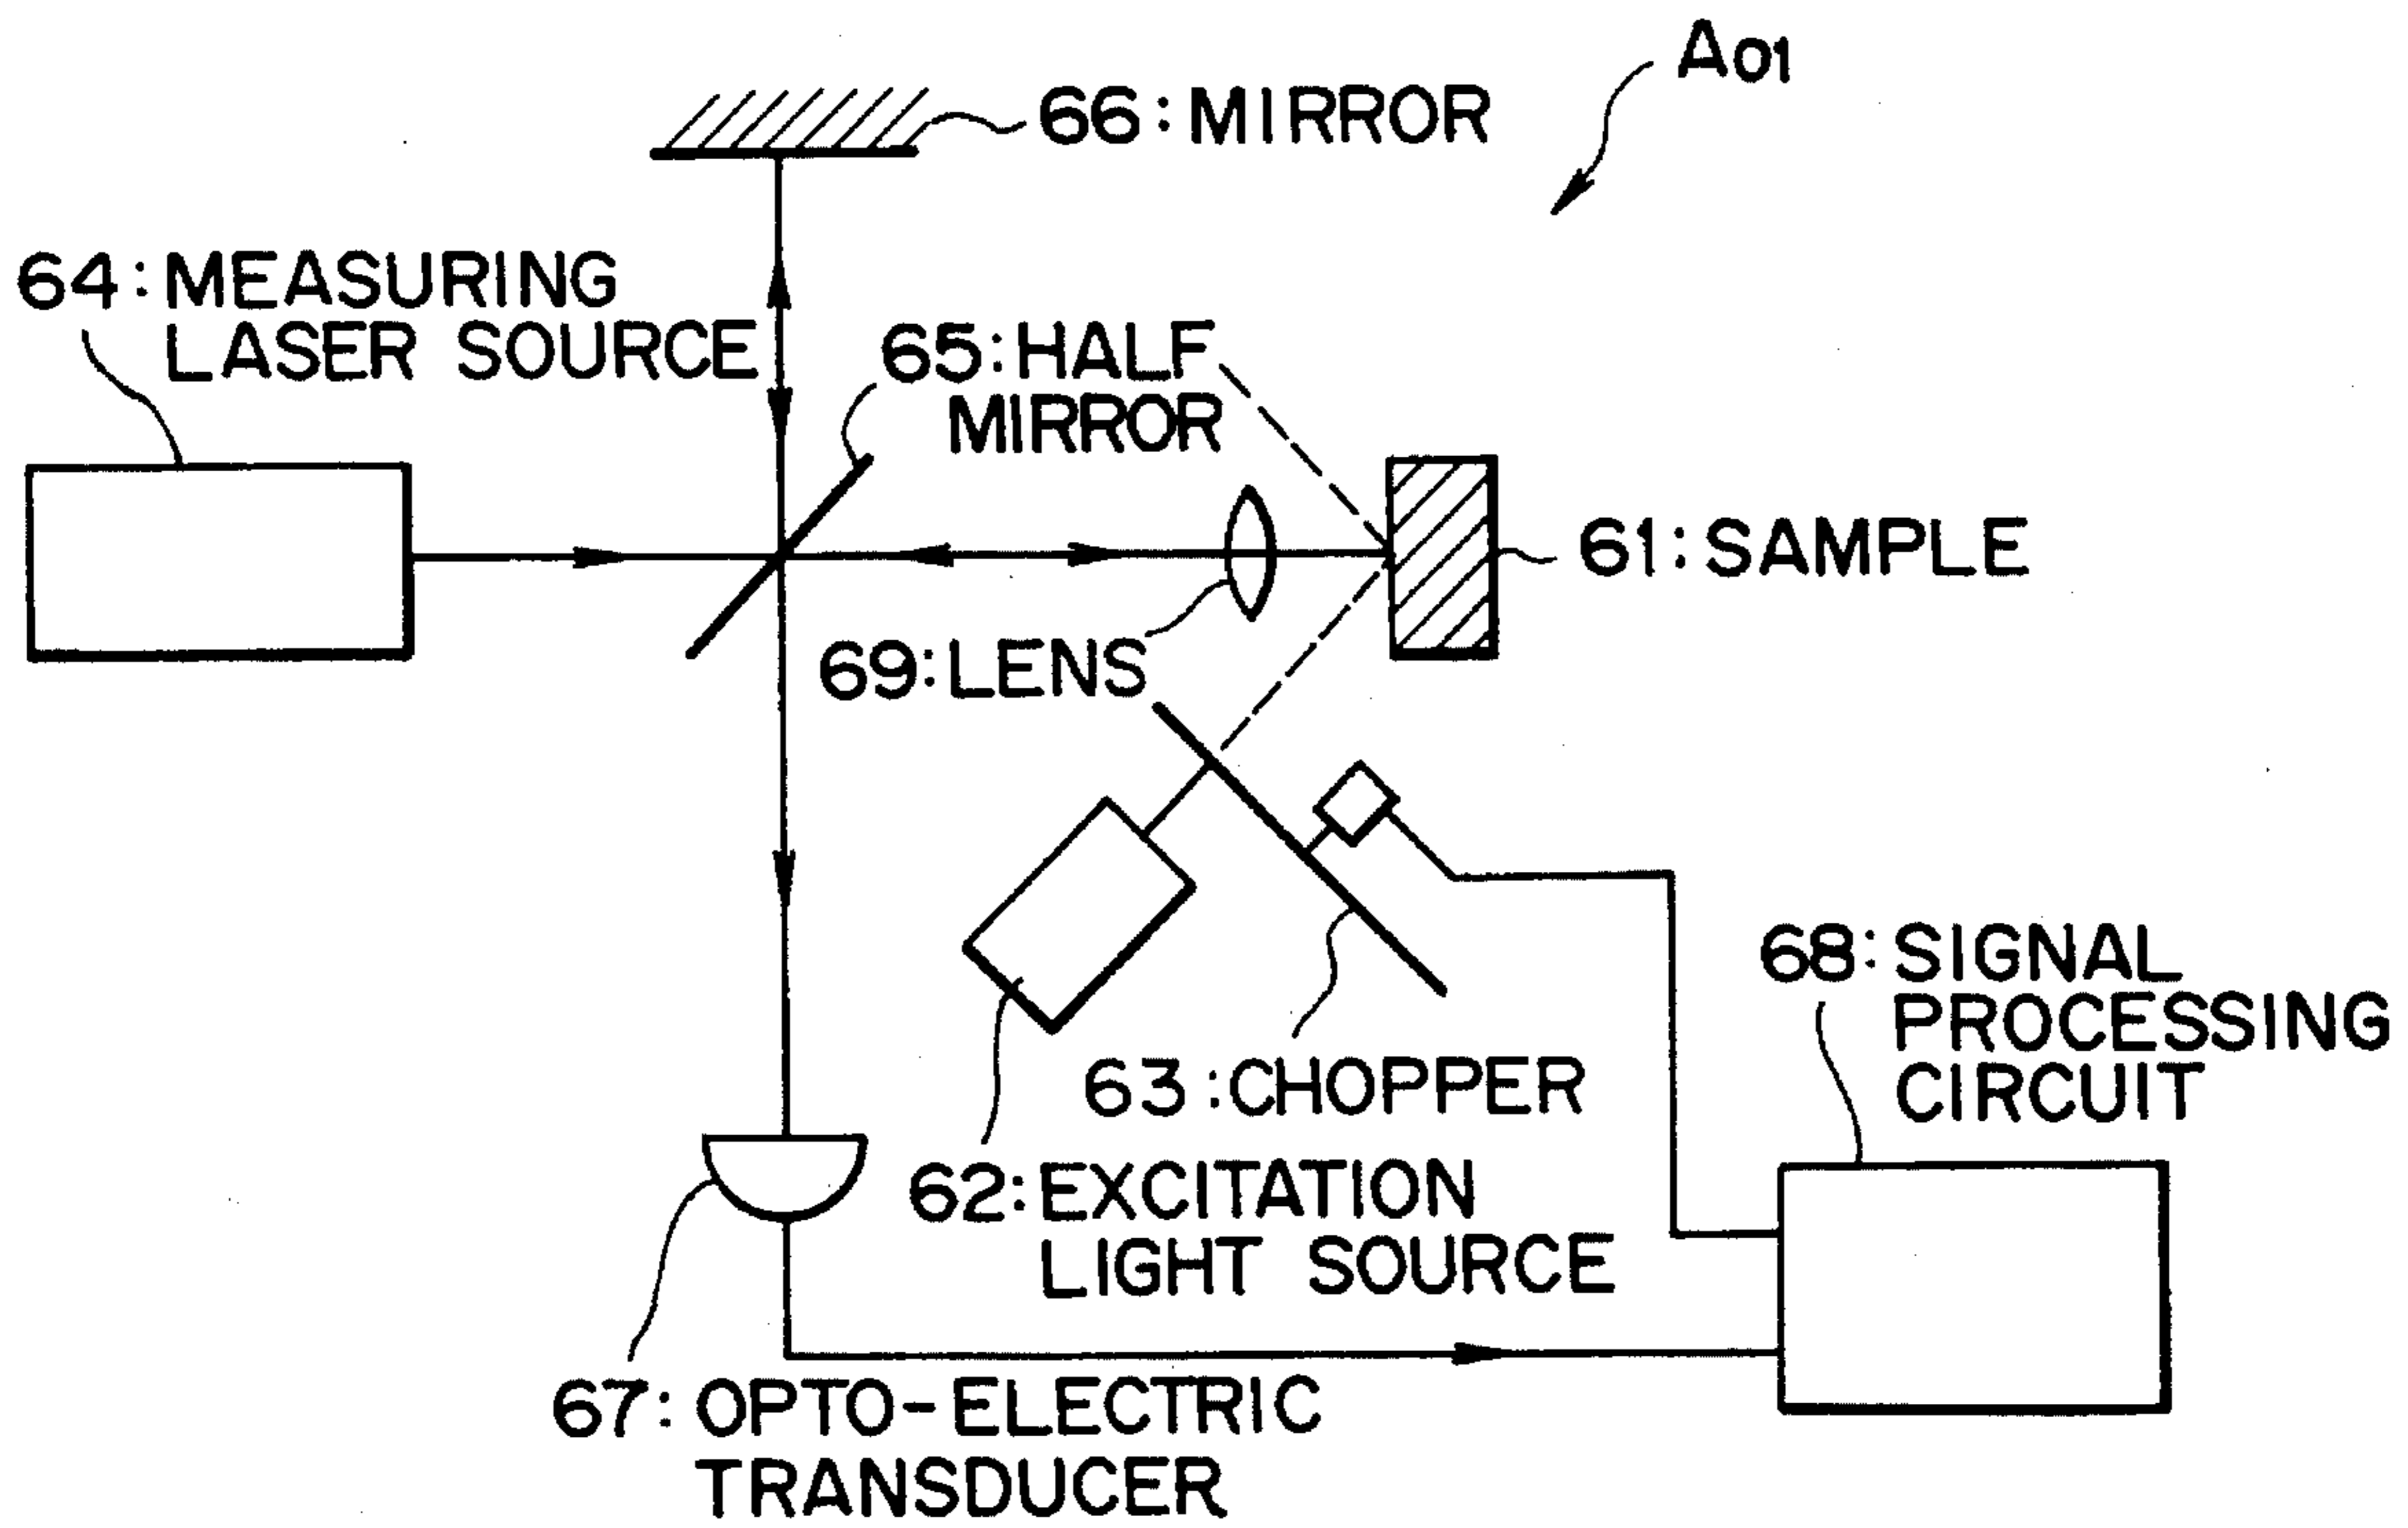 A01
66:MIRROR
64:MEASURING
LASER SOURCE
65:HALF
MIRROR
61:SAMPLE
69:LENS
68:SIGNAL
PROCESSING
CIRCUIT
63:CHOPPER
62:EXCITATION
LIGHT SOURCE
67:OPTO-ELECTRIC
TRANSDUCER